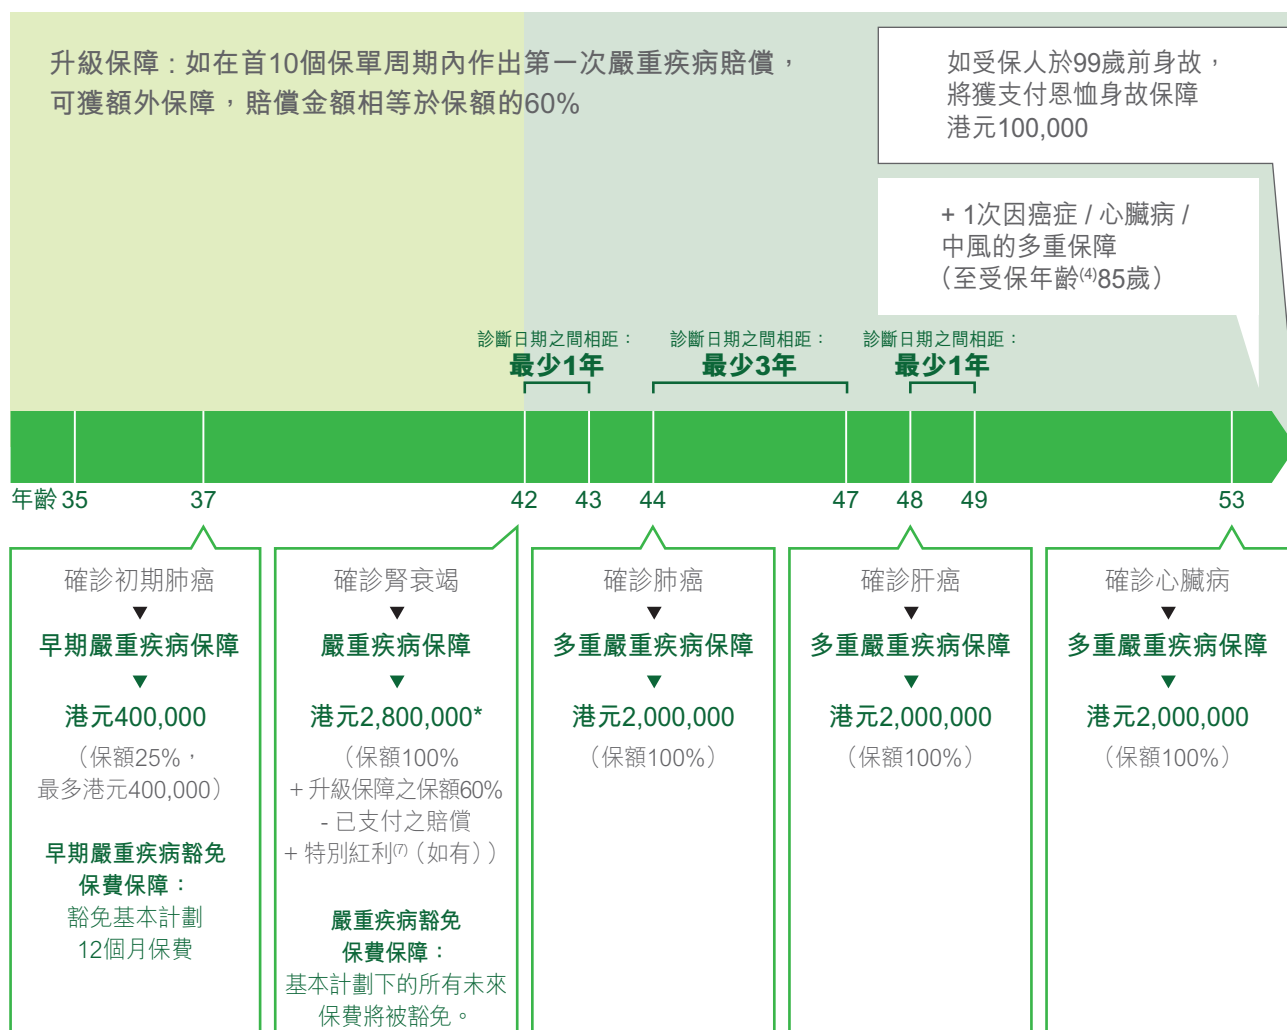 升級保障：如在首10個保單周期內作出第一次嚴重疾病賠償，
可獲額外保障，賠償金額相等於保額的60%
如受保人於99歲前身故，
將獲支付恩恤身故保障
港元100,000
+ 1次因癌症 / 心臟病 /
中風的多重保障
（至受保年齡(4)85歲）
診斷日期之間相距：
最少1年
診斷日期之間相距：
最少3年
診斷日期之間相距：
最少1年
年齡 35 37 42 43 44 47 48 49 53
確診初期肺癌
▼
早期嚴重疾病保障
▼
港元400,000
（保額25%，
最多港元400,000）
早期嚴重疾病豁免
保費保障：
豁免基本計劃
12個月保費
確診腎衰竭
▼
嚴重疾病保障
▼
港元2,800,000*
（保額100%
+ 升級保障之保額60%
- 已支付之賠償
+ 特別紅利(7)（如有））
嚴重疾病豁免
保費保障：
基本計劃下的所有未來
保費將被豁免。
確診肺癌
▼
多重嚴重疾病保障
▼
港元2,000,000
（保額100%）
確診肝癌
▼
多重嚴重疾病保障
▼
港元2,000,000
（保額100%）
確診心臟病
▼
多重嚴重疾病保障
▼
港元2,000,000
（保額100%）